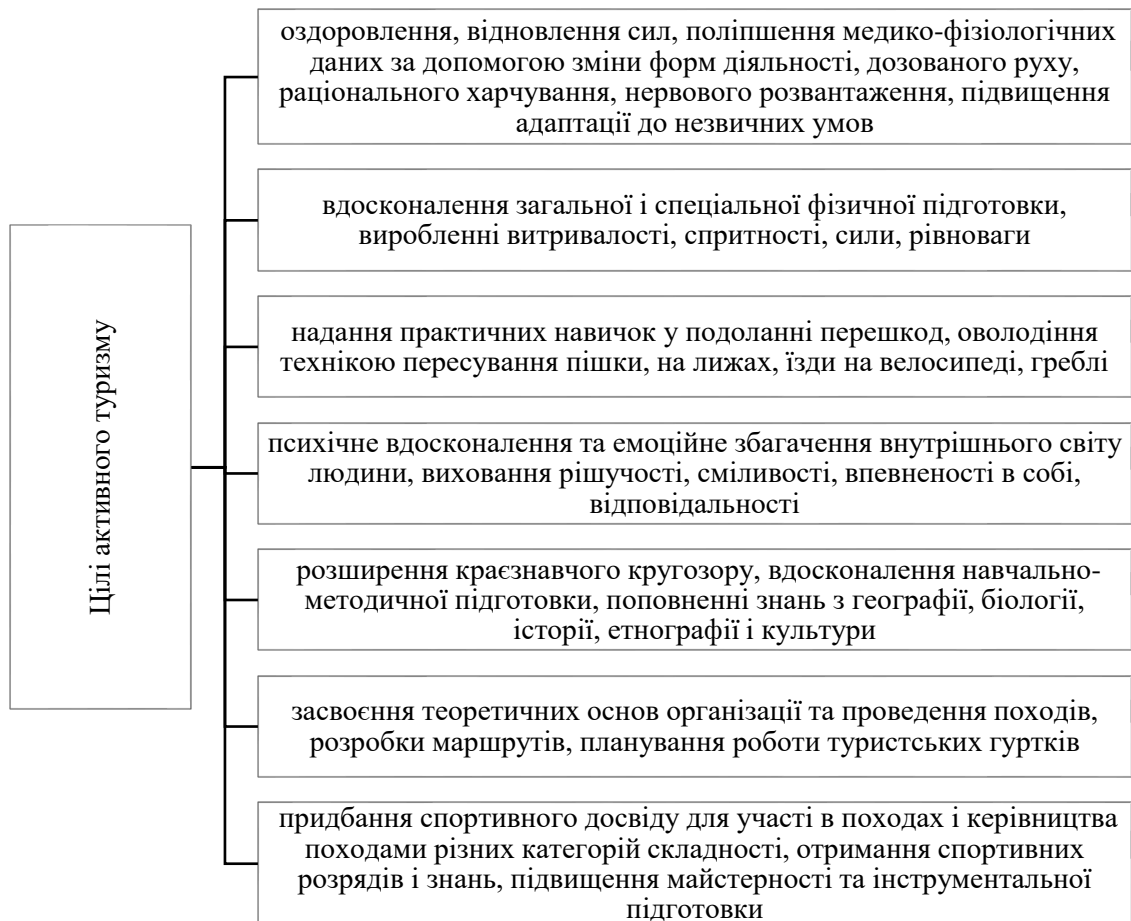 Цілі активного туризму
оздоровлення, відновлення сил, поліпшення медико-фізіологічних
даних за допомогою зміни форм діяльності, дозованого руху,
раціонального харчування, нервового розвантаження, підвищення
адаптації до незвичних умов
вдосконалення загальної і спеціальної фізичної підготовки,
виробленні витривалості, спритності, сили, рівноваги
надання практичних навичок у подоланні перешкод, оволодіння
технікою пересування пішки, на лижах, їзди на велосипеді, греблі
психічне вдосконалення та емоційне збагачення внутрішнього світу
людини, виховання рішучості, сміливості, впевненості в собі,
відповідальності
розширення краєзнавчого кругозору, вдосконалення навчально-
методичної підготовки, поповненні знань з географії, біології,
історії, етнографії і культури
засвоєння теоретичних основ організації та проведення походів,
розробки маршрутів, планування роботи туристських гуртків
придбання спортивного досвіду для участі в походах і керівництва
походами різних категорій складності, отримання спортивних
розрядів і знань, підвищення майстерності та інструментальної
підготовки